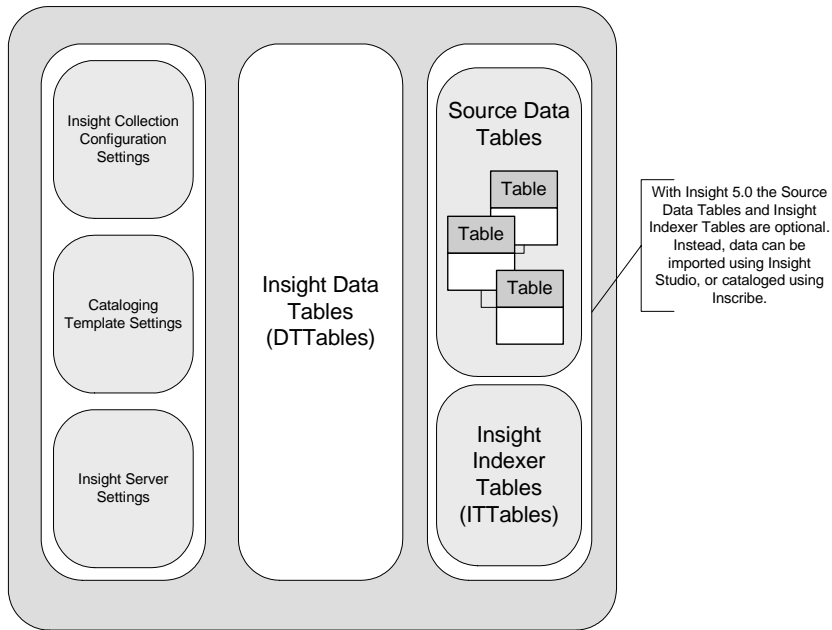 Insight Collection
Configuration
Settings
Cataloging
Template Settings
Insight Server
Settings
Insight Data
Tables
(DTTables)
Source Data
Tables
Table
Table
Table
Insight
Indexer
Tables
(ITTables)
With Insight 5.0 the Source
Data Tables and Insight
Indexer Tables are optional.
Instead, data can be
imported using Insight
Studio, or cataloged using
Inscribe.